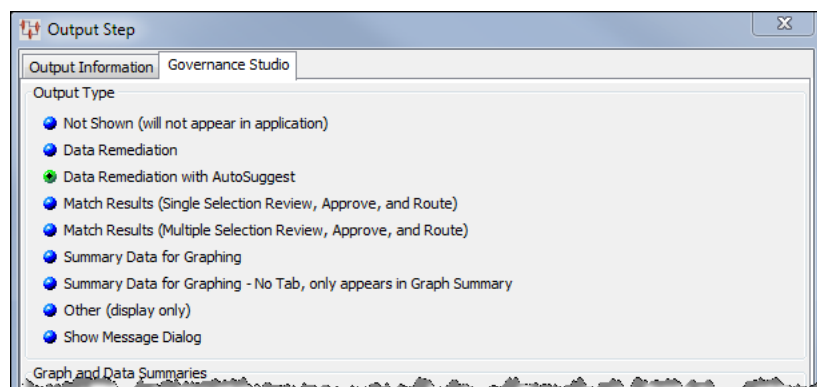 Output Step
Output Information Governance Studio
Output Type
Not Shown (will not appear in application)
Data Remediation
Data Remediation with AutoSuggest
Match Results (Single Selection Review, Approve, and Route)
Match Results (Multiple Selection Review, Approve, and Route)
Summary Data for Graphing
Summary Data for Graphing - No Tab, only appears in Graph Summary
Other (display only)
Show Message Dialog
Graph and Data Summaries